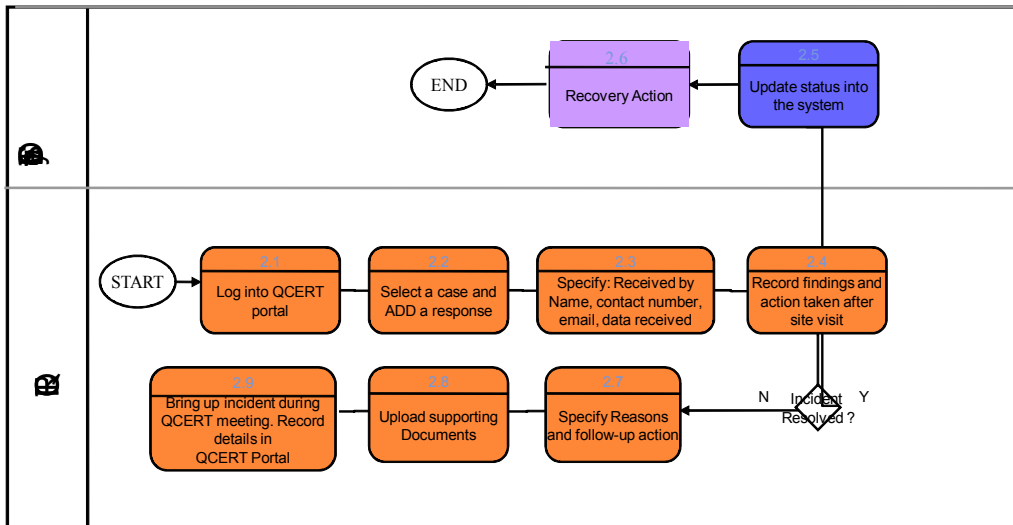 2.6
2.5
END
Recovery Action
Update status into
the system
START
2.1
Log into QCERT
portal
2.2
Select a case and
ADD a response
2.3
Specify: Received by
Name, contact number,
email, data received
2.4
Record findings and
action taken after
site visit
2.9
Bring up incident during
QCERT meeting. Record
details in
QCERT Portal
2.8
Upload supporting
Documents
2.7
Specify Reasons
and follow-up action
N
Incident
Resolved ?
Y